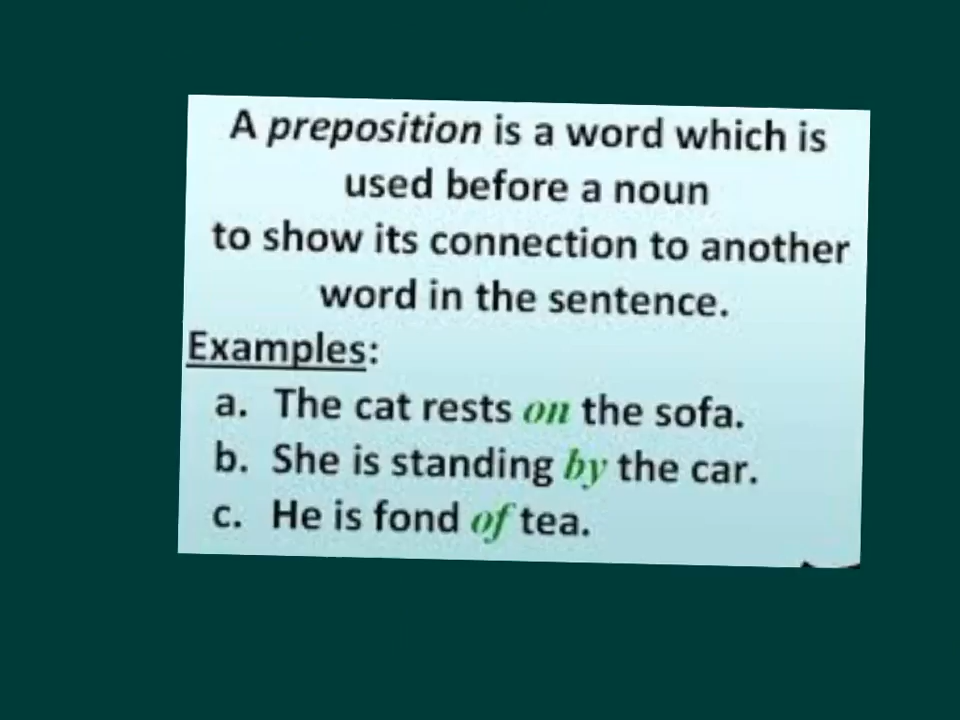 A preposition is a word which is
used before a noun
to show its connection to another
word in the sentence.
Examples:
a. The cat rests on the sofa.
b. She is standing by the car.
c. He is fond of tea.